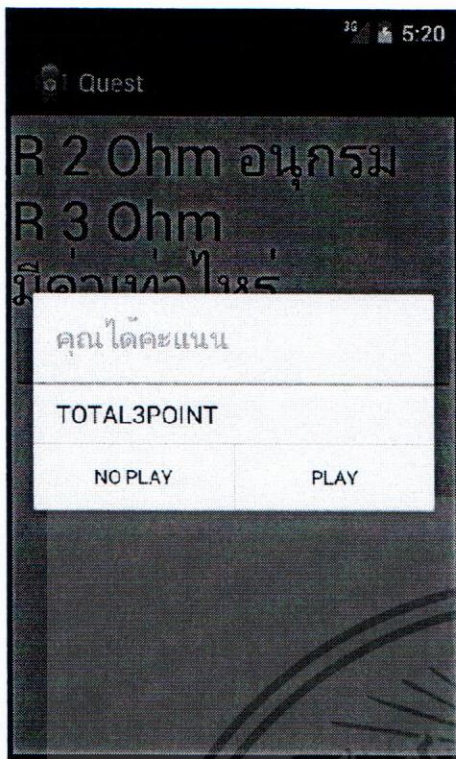 3G 5:20
Quest
R 2 Ohm อนุกรม
R 3 Ohm
มีค่าเท่าไหร่
คุณได้คะแนน
TOTAL3POINT
NO PLAY PLAY